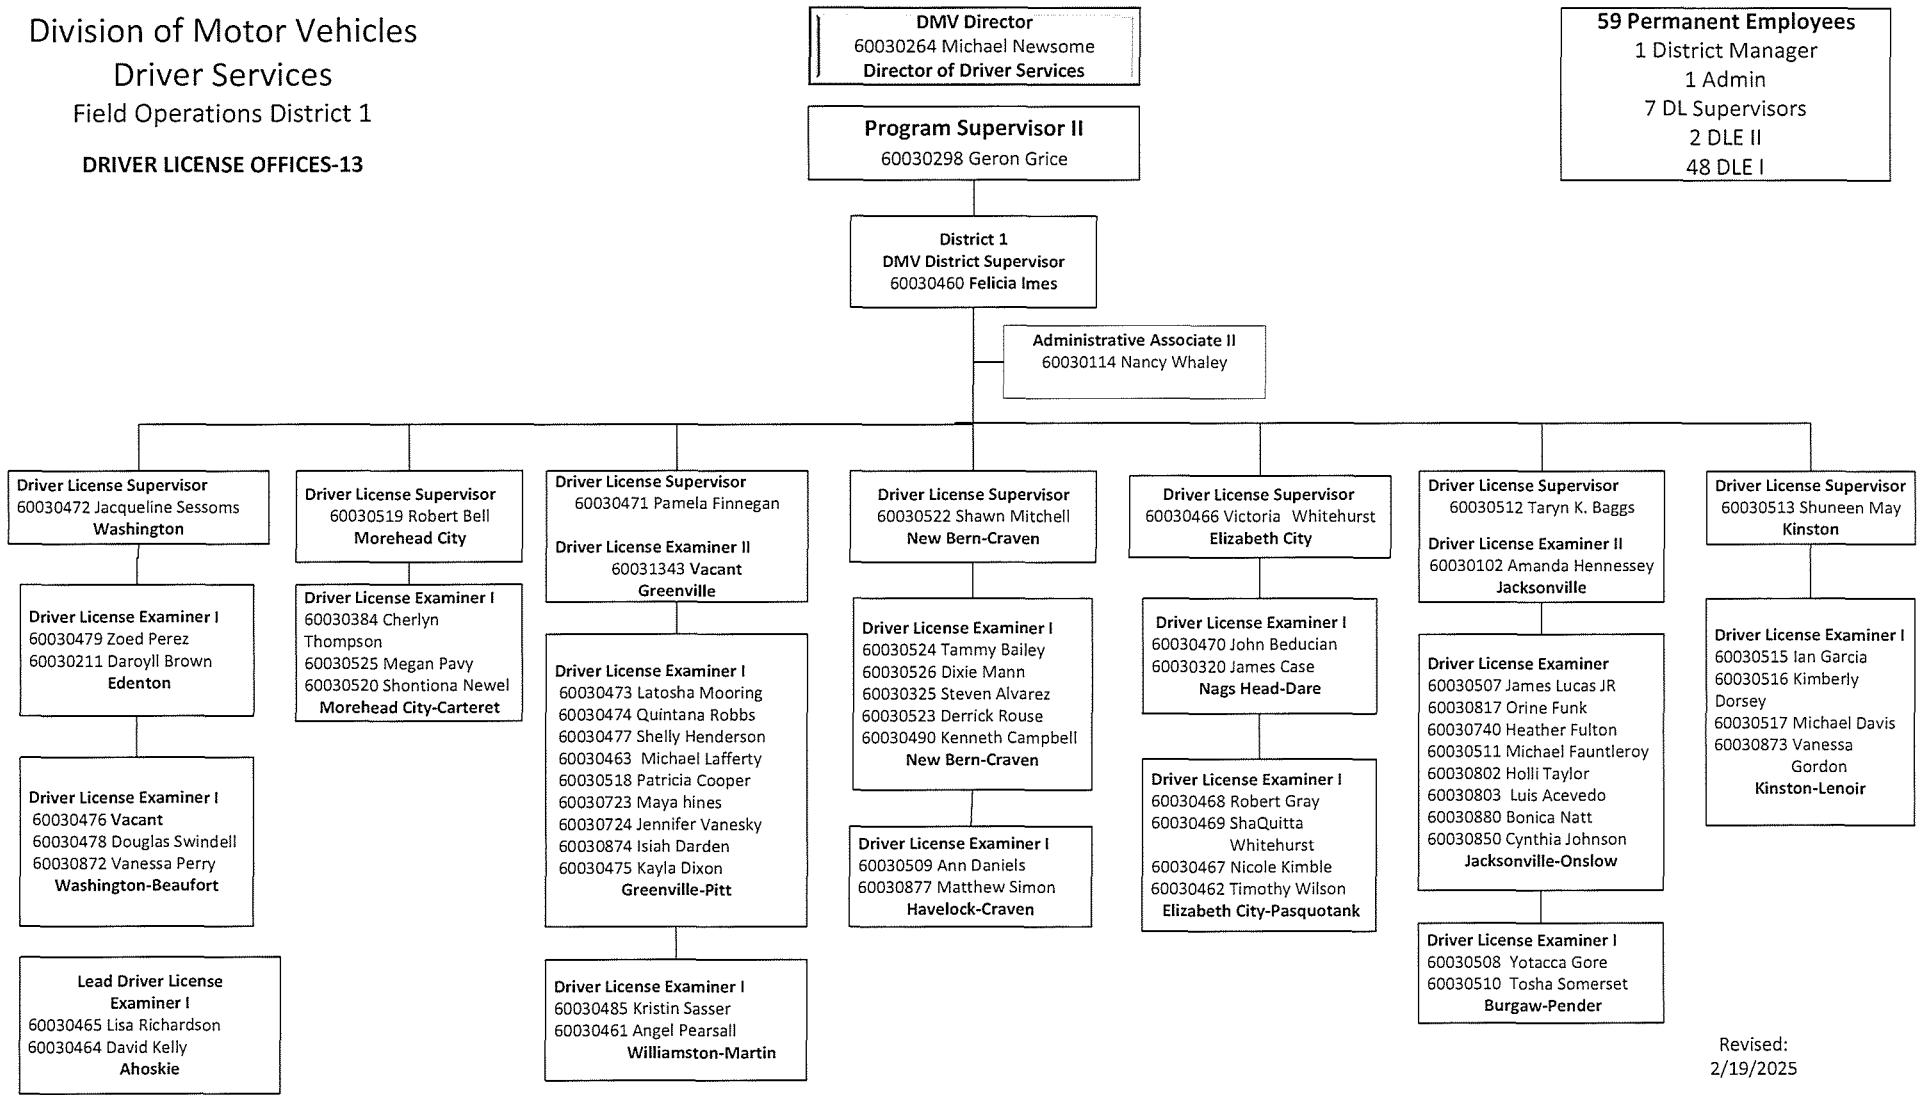 Division of Motor Vehicles
Driver Services
Field Operations District 1
DRIVER LICENSE OFFICES-13
DMV Director
60030264 Michael Newsome
Director of Driver Services
Program Supervisor II
60030298 Geron Grice
59 Permanent Employees
1 District Manager
1 Admin
7 DL Supervisors
2 DLE II
48 DLE I
District 1
DMV District Supervisor
60030460 Felicia Imes
Administrative Associate II
60030114 Nancy Whaley
Driver License Supervisor
60030472 Jacqueline Sessoms
Washington
Driver License Examiner I
60030479 Zoed Perez
60030211 Daroyll Brown
Edenton
Driver License Examiner I
60030476 Vacant
60030478 Douglas Swindell
60030872 Vanessa Perry
Washington-Beaufort
Lead Driver License
Examiner I
60030465 Lisa Richardson
60030464 David Kelly
Ahoskie
Driver License Supervisor
60030519 Robert Bell
Morehead City
Driver License Examiner I
60030384 Cherlyn
Thompson
60030525 Megan Pavy
60030520 Shontiona Newel
Morehead City-Carteret
Driver License Supervisor
60030471 Pamela Finnegan
Driver License Examiner II
60031343 Vacant
Greenville
Driver License Examiner I
60030473 Latosha Mooring
60030474 Quintana Robbs
60030477 Shelly Henderson
60030463 Michael Lafferty
60030518 Patricia Cooper
60030723 Maya hines
60030724 Jennifer Vanesky
60030874 Isiah Darden
60030475 Kayla Dixon
Greenville-Pitt
Driver License Examiner I
60030485 Kristin Sasser
60030461 Angel Pearsall
Williamston-Martin
Driver License Supervisor
60030522 Shawn Mitchell
New Bern-Craven
Driver License Examiner I
60030524 Tammy Bailey
60030526 Dixie Mann
60030325 Steven Alvarez
60030523 Derrick Rouse
60030490 Kenneth Campbell
New Bern-Craven
Driver License Examiner I
60030509 Ann Daniels
60030877 Matthew Simon
Havelock-Craven
Driver License Supervisor
60030466 Victoria Whitehurst
Elizabeth City
Driver License Examiner I
60030470 John Beducian
60030320 James Case
Nags Head-Dare
Driver License Examiner I
60030468 Robert Gray
60030469 ShaQuitta
Whitehurst
60030467 Nicole Kimble
60030462 Timothy Wilson
Elizabeth City-Pasquotank
Driver License Supervisor
60030512 Taryn K. Baggs
Driver License Examiner II
60030102 Amanda Hennessey
Jacksonville
Driver License Examiner
60030507 James Lucas JR
60030817 Orine Funk
60030740 Heather Fulton
60030511 Michael Fauntleroy
60030802 Holli Taylor
60030803 Luis Acevedo
60030880 Bonica Natt
60030850 Cynthia Johnson
Jacksonville-Onslow
Driver License Examiner I
60030508 Yotacca Gore
60030510 Tosha Somerset
Burgaw-Pender
Driver License Supervisor
60030513 Shuneen May
Kinston
Driver License Examiner I
60030515 Ian Garcia
60030516 Kimberly
Dorsey
60030517 Michael Davis
60030873 Vanessa
Gordon
Kinston-Lenoir
Revised:
2/19/2025